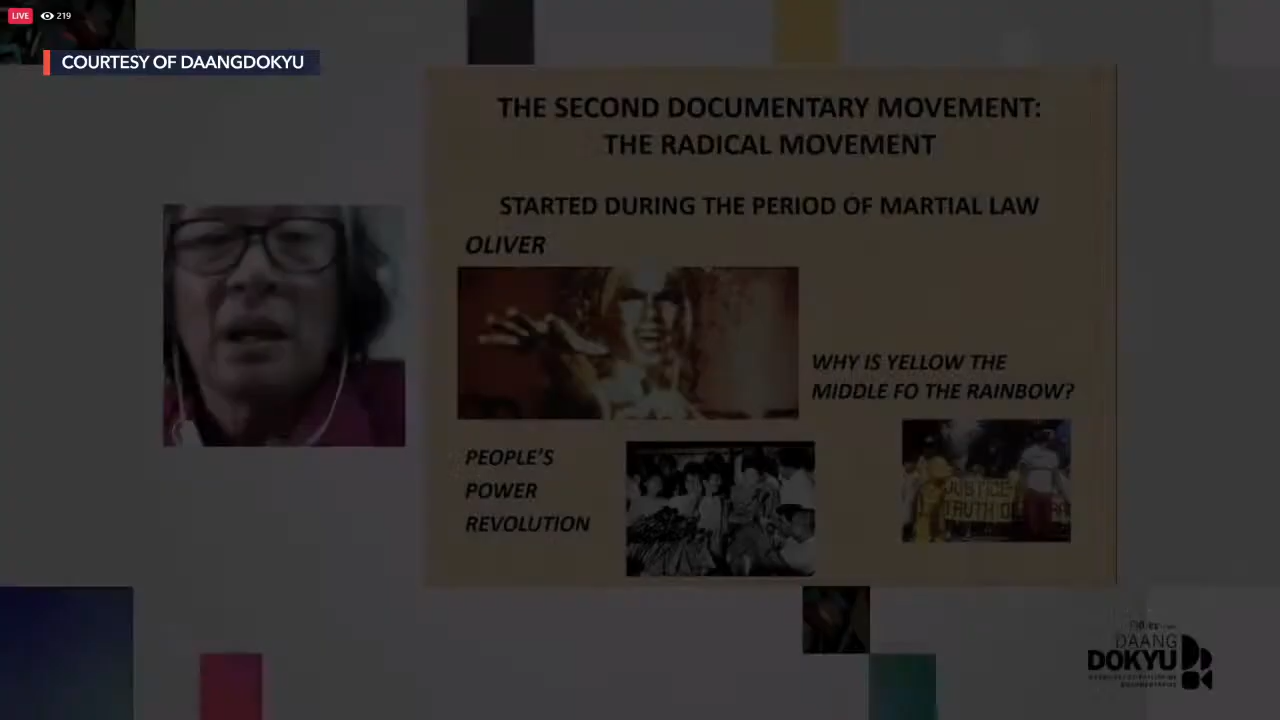 LIVE 219
COURTESY OF DAANGDOKYU
THE SECOND DOCUMENTARY MOVEMENT:
THE RADICAL MOVEMENT
STARTED DURING THE PERIOD OF MARTIAL LAW
OLIVER
WHY IS YELLOW THE
MIDDLE FO THE RAINBOW?
PEOPLE'S
POWER
REVOLUTION
JUSTICE
TRUTH
DAANG
DOKYU